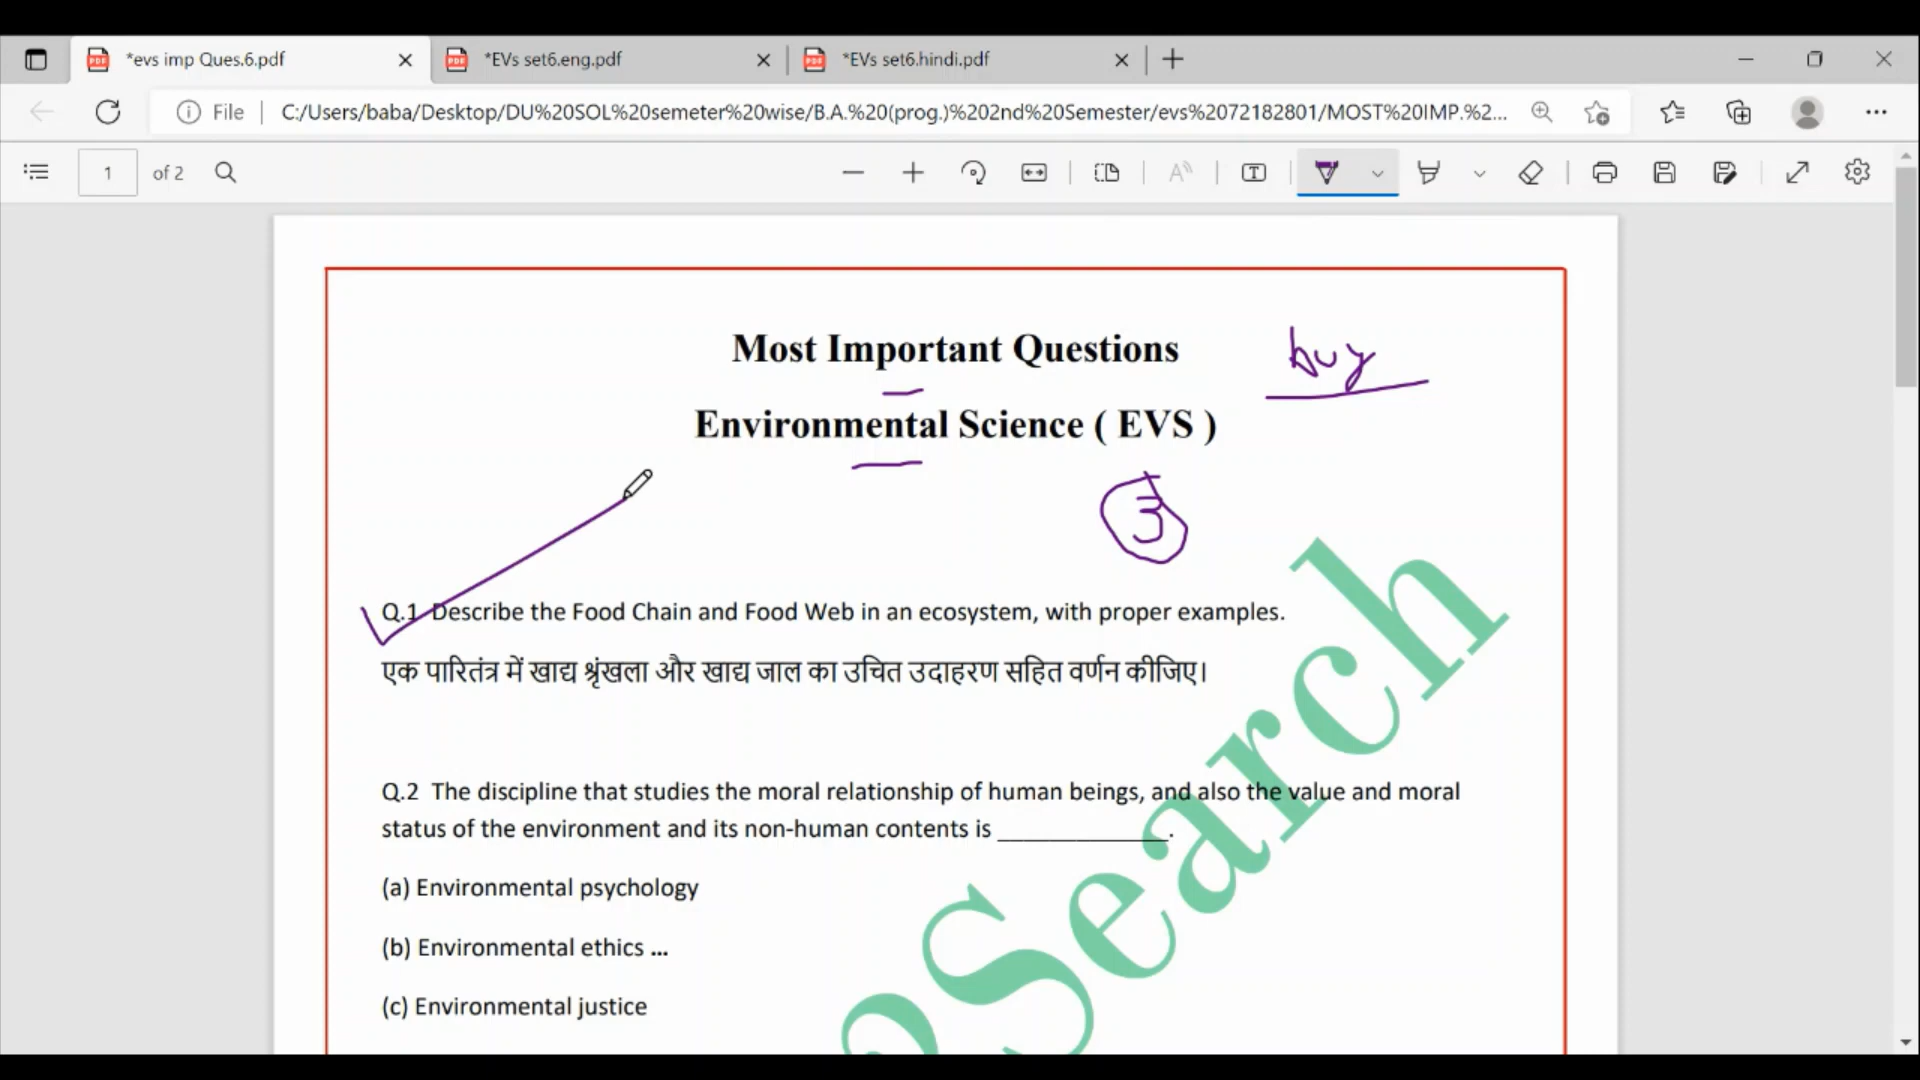 *evs imp Ques.6.pdf
*EVs set6.eng.pdf
*EVs set6.hindi.pdf
File
C:/Users/baba/Desktop/DU%20SOL%20semeter%20wise/B.A.%20(prog.)%202nd%20Semester/evs%2072182801/MOST%20IMP.%2...
1 of 2
Most Important Questions
buy
Environmental Science ( EVS )
3
Q.1 Describe the Food Chain and Food Web in an ecosystem, with proper examples.
एक पारितंत्र में खाद्य श्रृंखला और खाद्य जाल का उचित उदाहरण सहित वर्णन कीजिए।
Q.2 The discipline that studies the moral relationship of human beings, and also the value and moral
status of the environment and its non-human contents is ____________.
(a) Environmental psychology
(b) Environmental ethics ...
(c) Environmental justice
Search